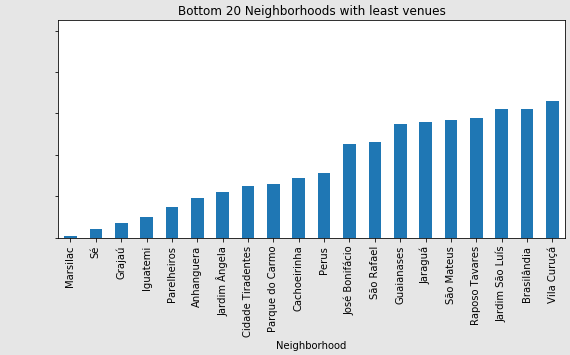 Bottom 20 Neighborhoods with least venues
Marsilac
Sé
Grajaú
Iguatemi
Parelheiros
Anhanguera
Jardim Ângela
Cidade Tiradentes
Parque do Carmo
Cachoeirinha
Perus
José Bonifácio
São Rafael
Guaianases
Jaraguá
São Mateus
Raposo Tavares
Jardim São Luís
Brasilândia
Vila Curuçá
Neighborhood